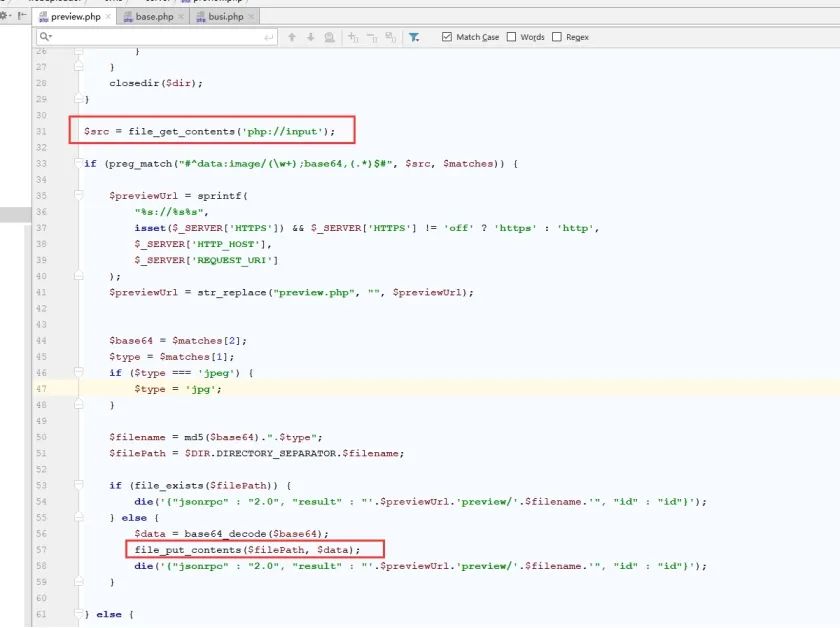 preview.php base.php busi.php
Match Case Words Regex
26 }
27 }
28 closedir($dir);
29 }
30
31 $src = file_get_contents('php://input');
32
33 if (preg_match("#^data:image/(\w+);base64,(.*)$#", $src, $matches)) {
34
35 $previewUrl = sprintf(
36 "%s://%s%s",
37 isset($_SERVER['HTTPS']) && $_SERVER['HTTPS'] != 'off' ? 'https' : 'http',
38 $_SERVER['HTTP_HOST'],
39 $_SERVER['REQUEST_URI']
40 );
41 $previewUrl = str_replace("preview.php", "", $previewUrl);
42
43
44 $base64 = $matches[2];
45 $type = $matches[1];
46 if ($type === 'jpeg') {
47 $type = 'jpg';
48 }
49
50 $filename = md5($base64).".$type";
51 $filePath = $DIR.DIRECTORY_SEPARATOR.$filename;
52
53 if (file_exists($filePath)) {
54 die('{"jsonrpc" : "2.0", "result" : "'.$previewUrl.'preview/'.$filename.'", "id" : "id"}');
55 } else {
56 $data = base64_decode($base64);
57 file_put_contents($filePath, $data);
58 die('{"jsonrpc" : "2.0", "result" : "'.$previewUrl.'preview/'.$filename.'", "id" : "id"}');
59 }
60
61 } else {